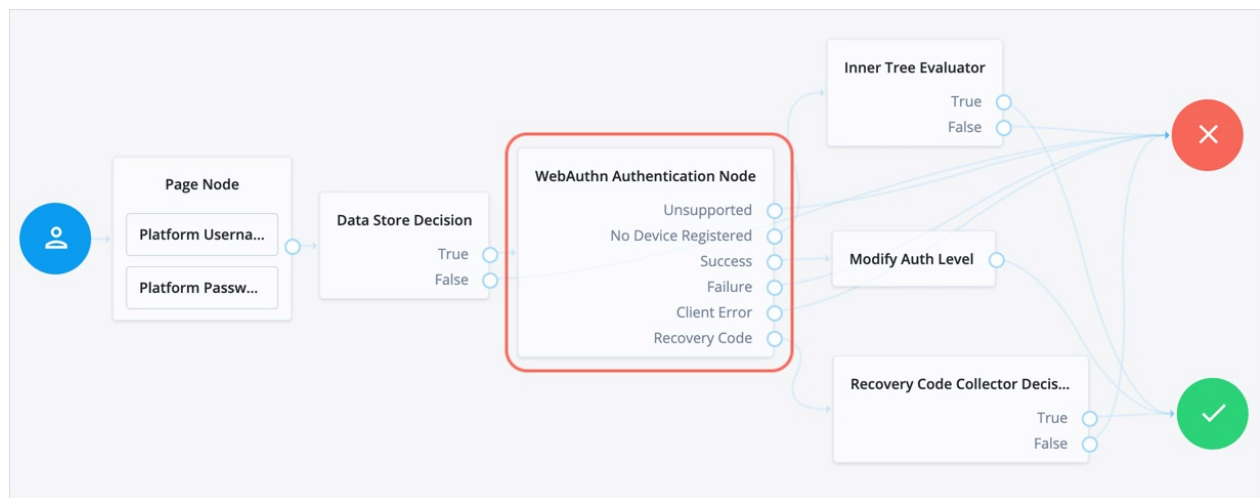 Page Node
Platform Userna...
Platform Passw...
Data Store Decision
True
False
WebAuthn Authentication Node
Unsupported
No Device Registered
Success
Failure
Client Error
Recovery Code
Inner Tree Evaluator
True
False
Modify Auth Level
Recovery Code Collector Decis...
True
False